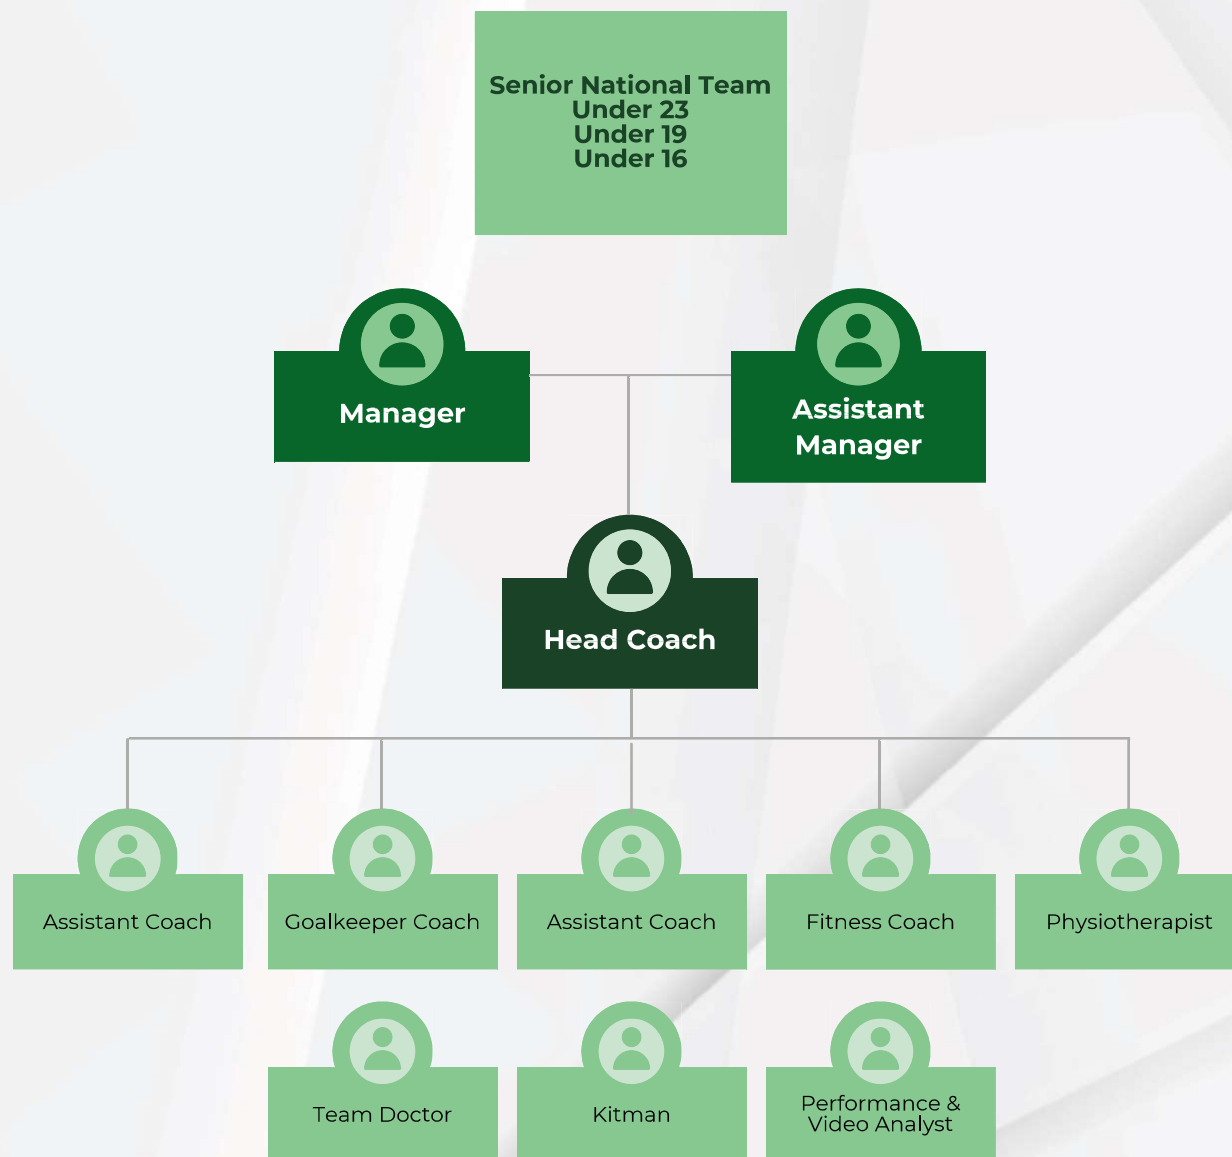 Senior National Team
Under 23
Under 19
Under 16
Manager
Assistant
Manager
Head Coach
Assistant Coach
Goalkeeper Coach
Assistant Coach
Fitness Coach
Physiotherapist
Team Doctor
Kitman
Performance &
Video Analyst